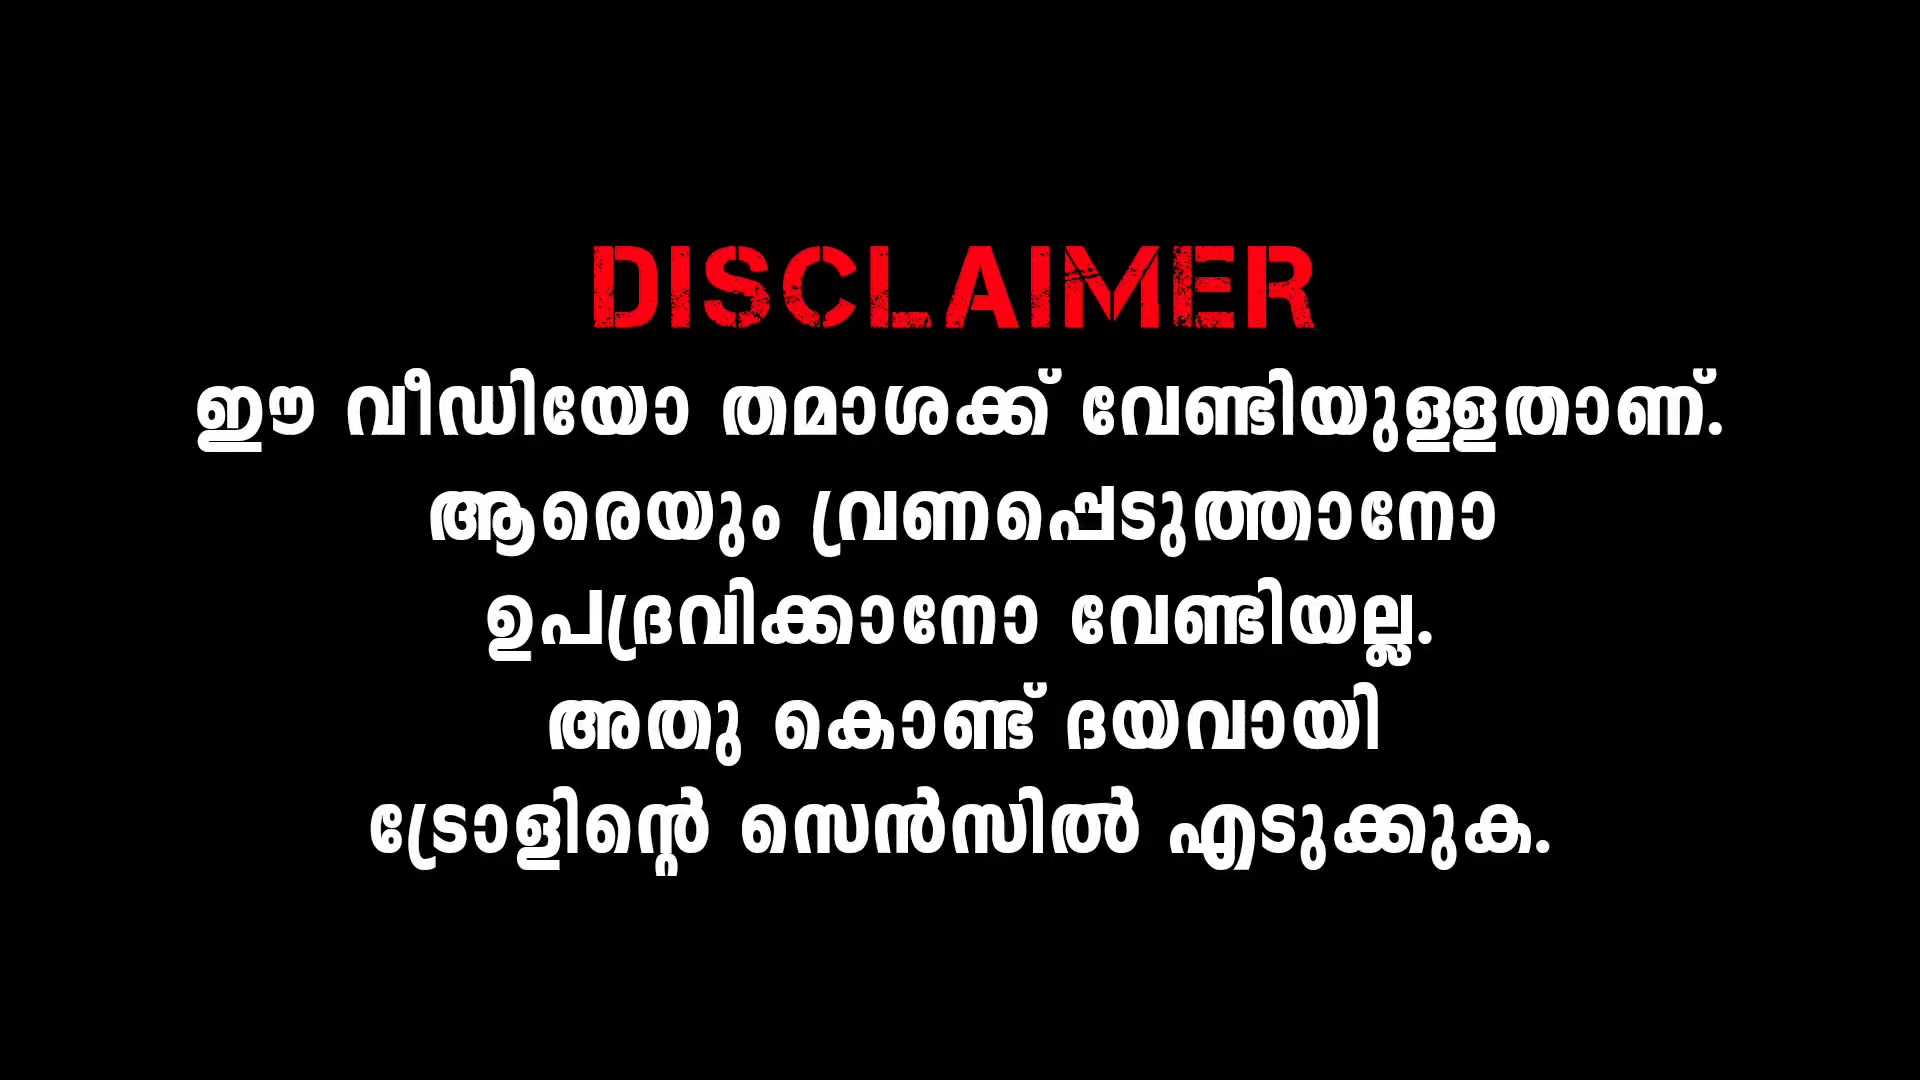 DISCLAIMER
ഈ വീഡിയോ തമാശക്ക് വേണ്ടിയുള്ളതാണ്.
ആരെയും വ്രണപ്പെടുത്താനോ
ഉപദ്രവിക്കാനോ വേണ്ടിയല്ല.
അതു കൊണ്ട് ദയവായി
ട്രോളിന്റെ സെൻസിൽ എടുക്കുക.